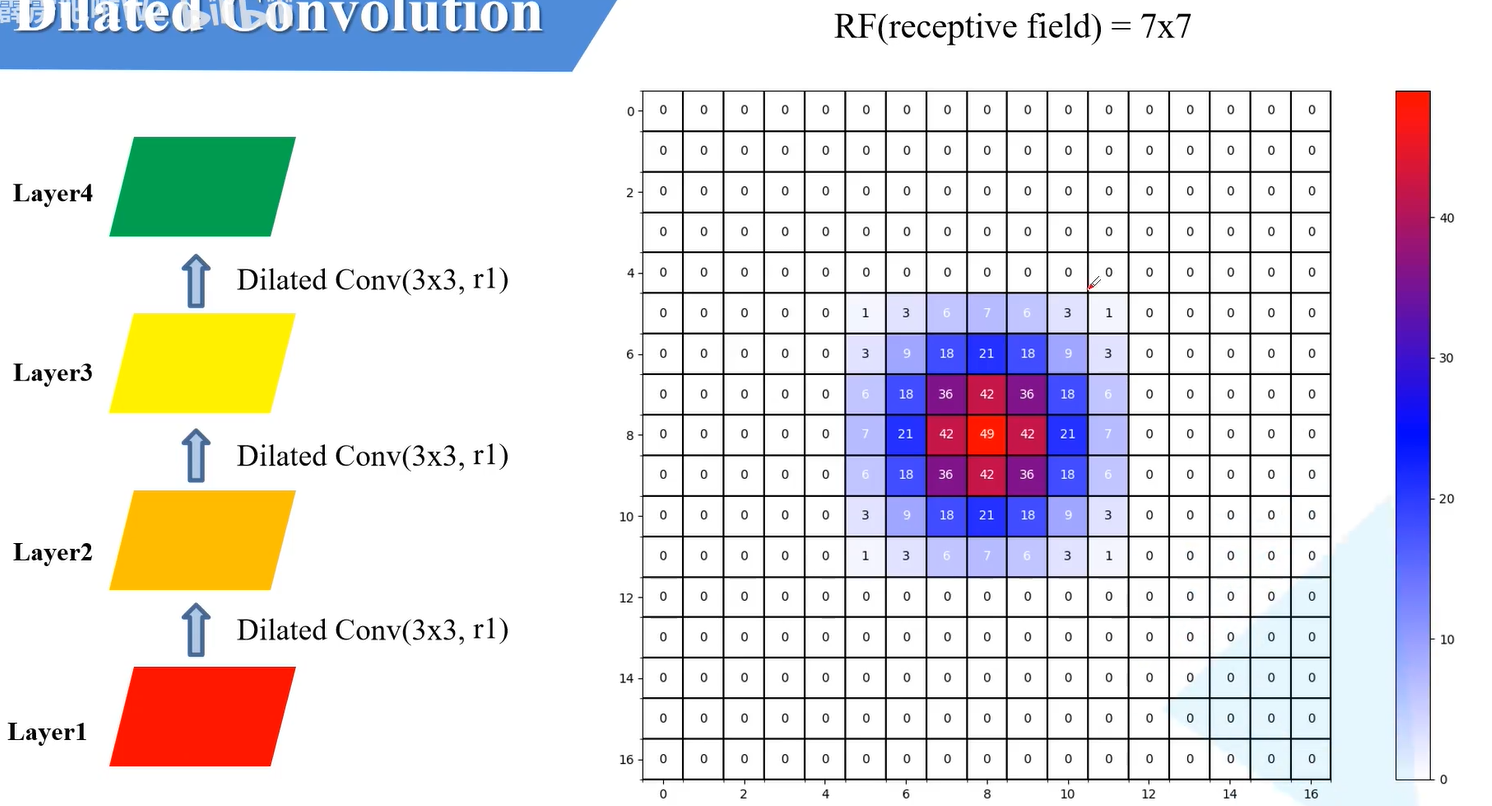 Dilated Convolution
RF(receptive field) = 7x7
Layer4
Dilated Conv(3x3, r1)
Layer3
Dilated Conv(3x3, r1)
Layer2
Dilated Conv(3x3, r1)
Layer1
0 0 0 0 0 0 0 0 0 0 0 0 0 0 0 0 0 0
0 0 0 0 0 0 0 0 0 0 0 0 0 0 0 0 0
2 0 0 0 0 0 0 0 0 0 0 0 0 0 0 0 0 0
0 0 0 0 0 0 0 0 0 0 0 0 0 0 0 0 0
4 0 0 0 0 0 0 0 0 0 0 0 0 0 0 0 0 0
0 0 0 0 0 1 3 6 7 6 3 1 0 0 0 0 0
6 0 0 0 0 0 3 9 18 21 18 9 3 0 0 0 0 0
0 0 0 0 0 6 18 36 42 36 18 6 0 0 0 0 0
8 0 0 0 0 0 7 21 42 49 42 21 7 0 0 0 0 0
0 0 0 0 0 6 18 36 42 36 18 6 0 0 0 0 0
10 0 0 0 0 0 3 9 18 21 18 9 3 0 0 0 0 0
0 0 0 0 0 1 3 6 7 6 3 1 0 0 0 0 0
12 0 0 0 0 0 0 0 0 0 0 0 0 0 0 0 0 0
0 0 0 0 0 0 0 0 0 0 0 0 0 0 0 0 0
14 0 0 0 0 0 0 0 0 0 0 0 0 0 0 0 0 0
0 0 0 0 0 0 0 0 0 0 0 0 0 0 0 0 0
16 0 0 0 0 0 0 0 0 0 0 0 0 0 0 0 0 0
0 2 4 6 8 10 12 14 16
40
30
20
10
0